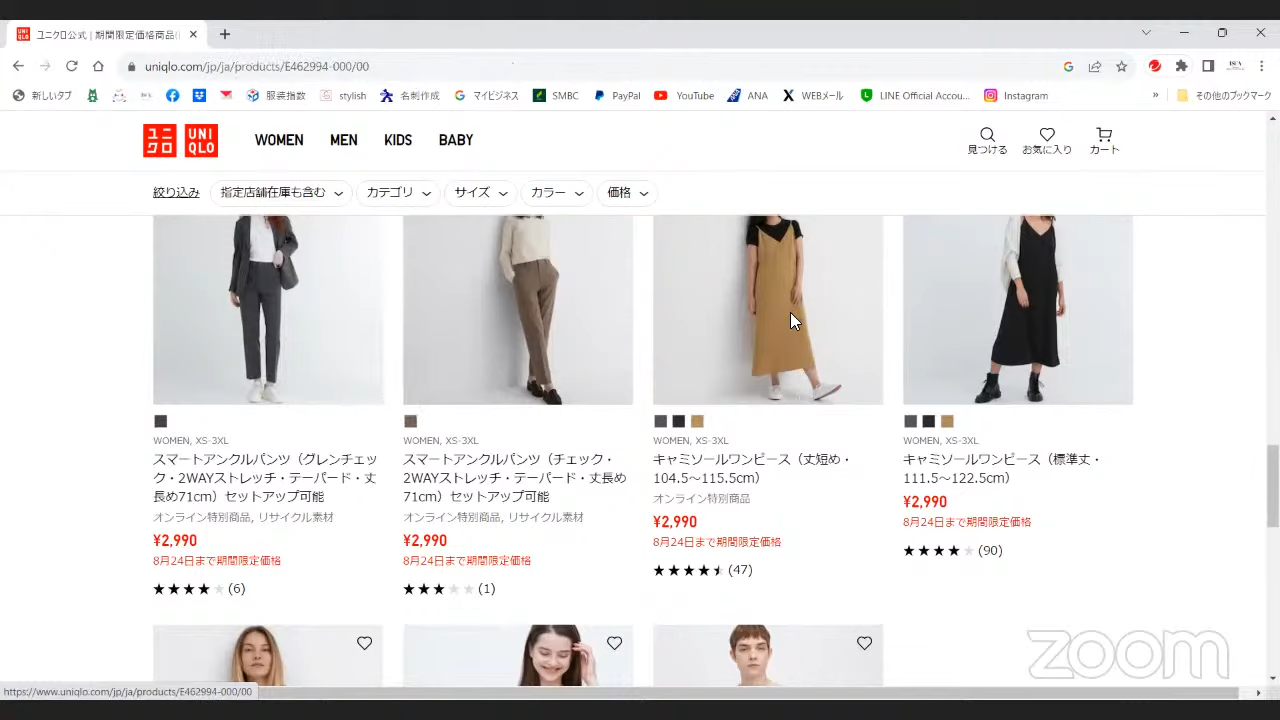 ユニクロ公式 | 期間限定価格商品(
uniqlo.com/jp/ja/products/E462994-000/00
新しいタブ
服装指数
stylish
名刺作成
マイビジネス
SMBC
PayPal
YouTube
ANA
WEBメール
LINE Official Accou...
Instagram
»
その他のブックマーク
ユニクロ UNIQLO
WOMEN MEN KIDS BABY
見つける お気に入り カート
絞り込み 指定店舗在庫も含む カテゴリ サイズ カラー 価格
WOMEN, XS-3XL
スマートアンクルパンツ（グレンチェッ
ク・2WAYストレッチ・テーパード・丈
長め71cm）セットアップ可能
オンライン特別商品, リサイクル素材
¥2,990
8月24日まで期間限定価格
(6)
WOMEN, XS-3XL
スマートアンクルパンツ（チェック・
2WAYストレッチ・テーパード・丈長め
71cm）セットアップ可能
オンライン特別商品, リサイクル素材
¥2,990
8月24日まで期間限定価格
(1)
WOMEN, XS-3XL
キャミソールワンピース（丈短め・
104.5～115.5cm）
オンライン特別商品
¥2,990
8月24日まで期間限定価格
(47)
WOMEN, XS-3XL
キャミソールワンピース（標準丈・
111.5～122.5cm）
¥2,990
8月24日まで期間限定価格
(90)
zoom
https://www.uniqlo.com/jp/ja/products/E462994-000/00